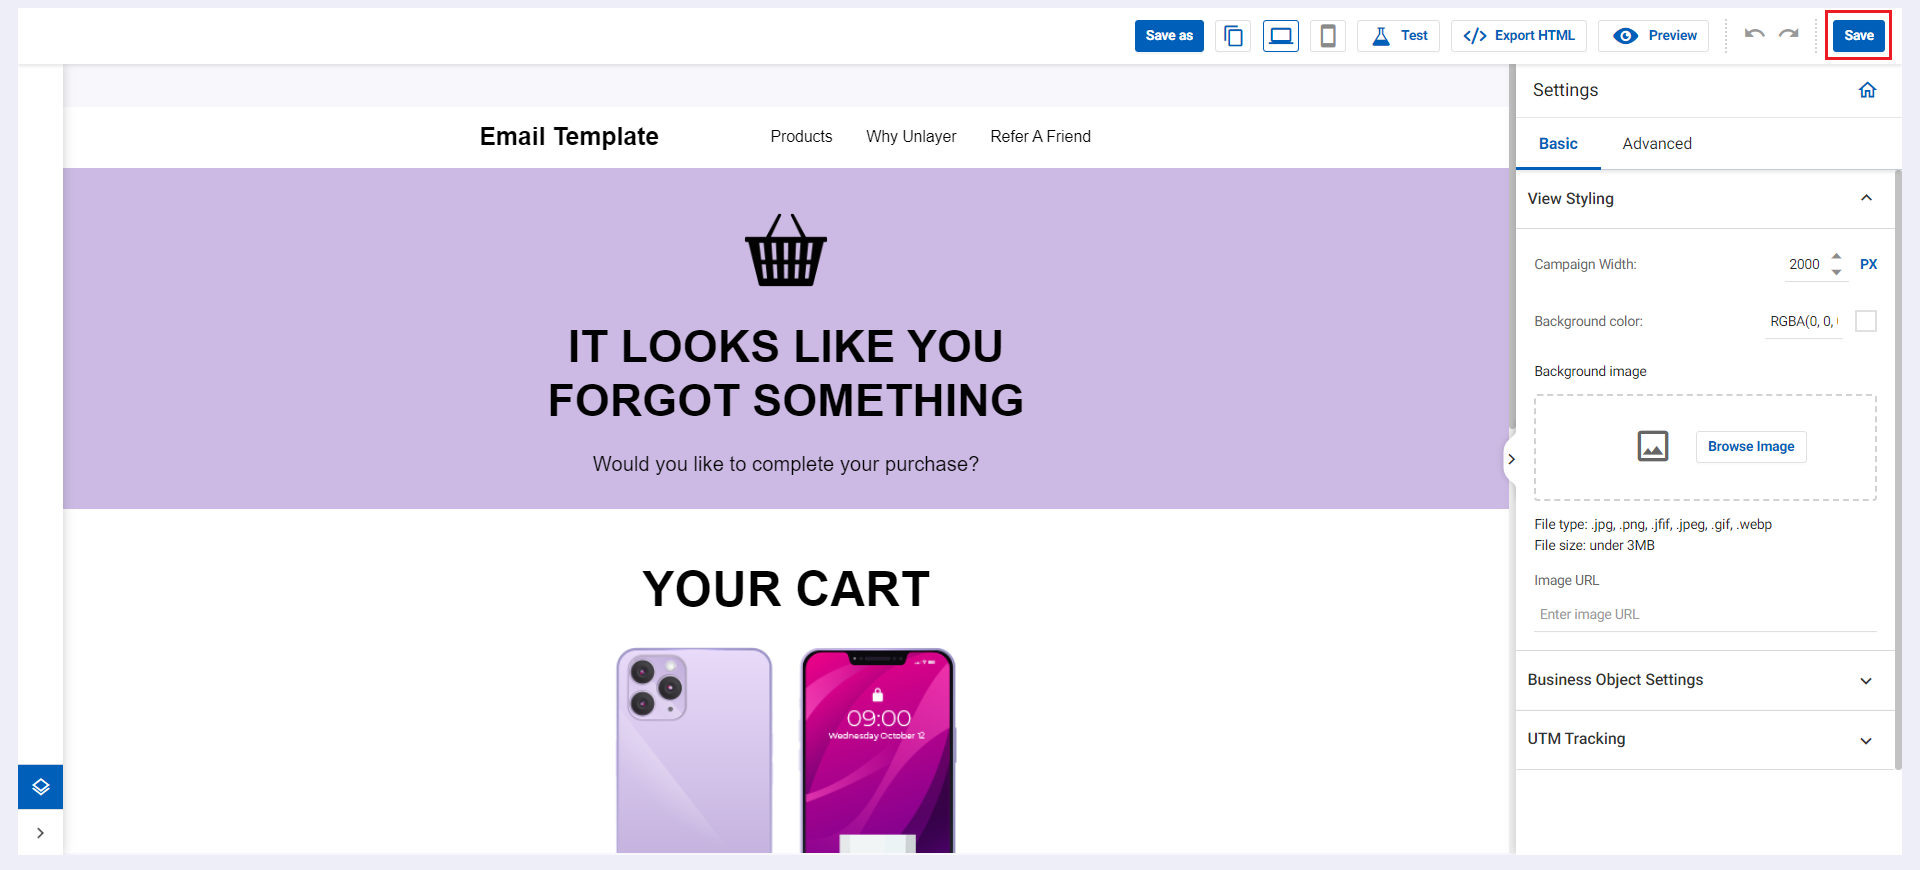 Save as
Test
</> Export HTML
Preview
Save
Email Template
Products
Why Unlayer
Refer A Friend
IT LOOKS LIKE YOU
FORGOT SOMETHING
Would you like to complete your purchase?
YOUR CART
09:00
Wednesday October 12
Settings
Basic
Advanced
View Styling
Campaign Width:
2000
PX
Background color:
RGBA(0, 0,
Background image
Browse Image
File type: .jpg, .png, .jfif, .jpeg, .gif, .webp
File size: under 3MB
Image URL
Enter image URL
Business Object Settings
UTM Tracking